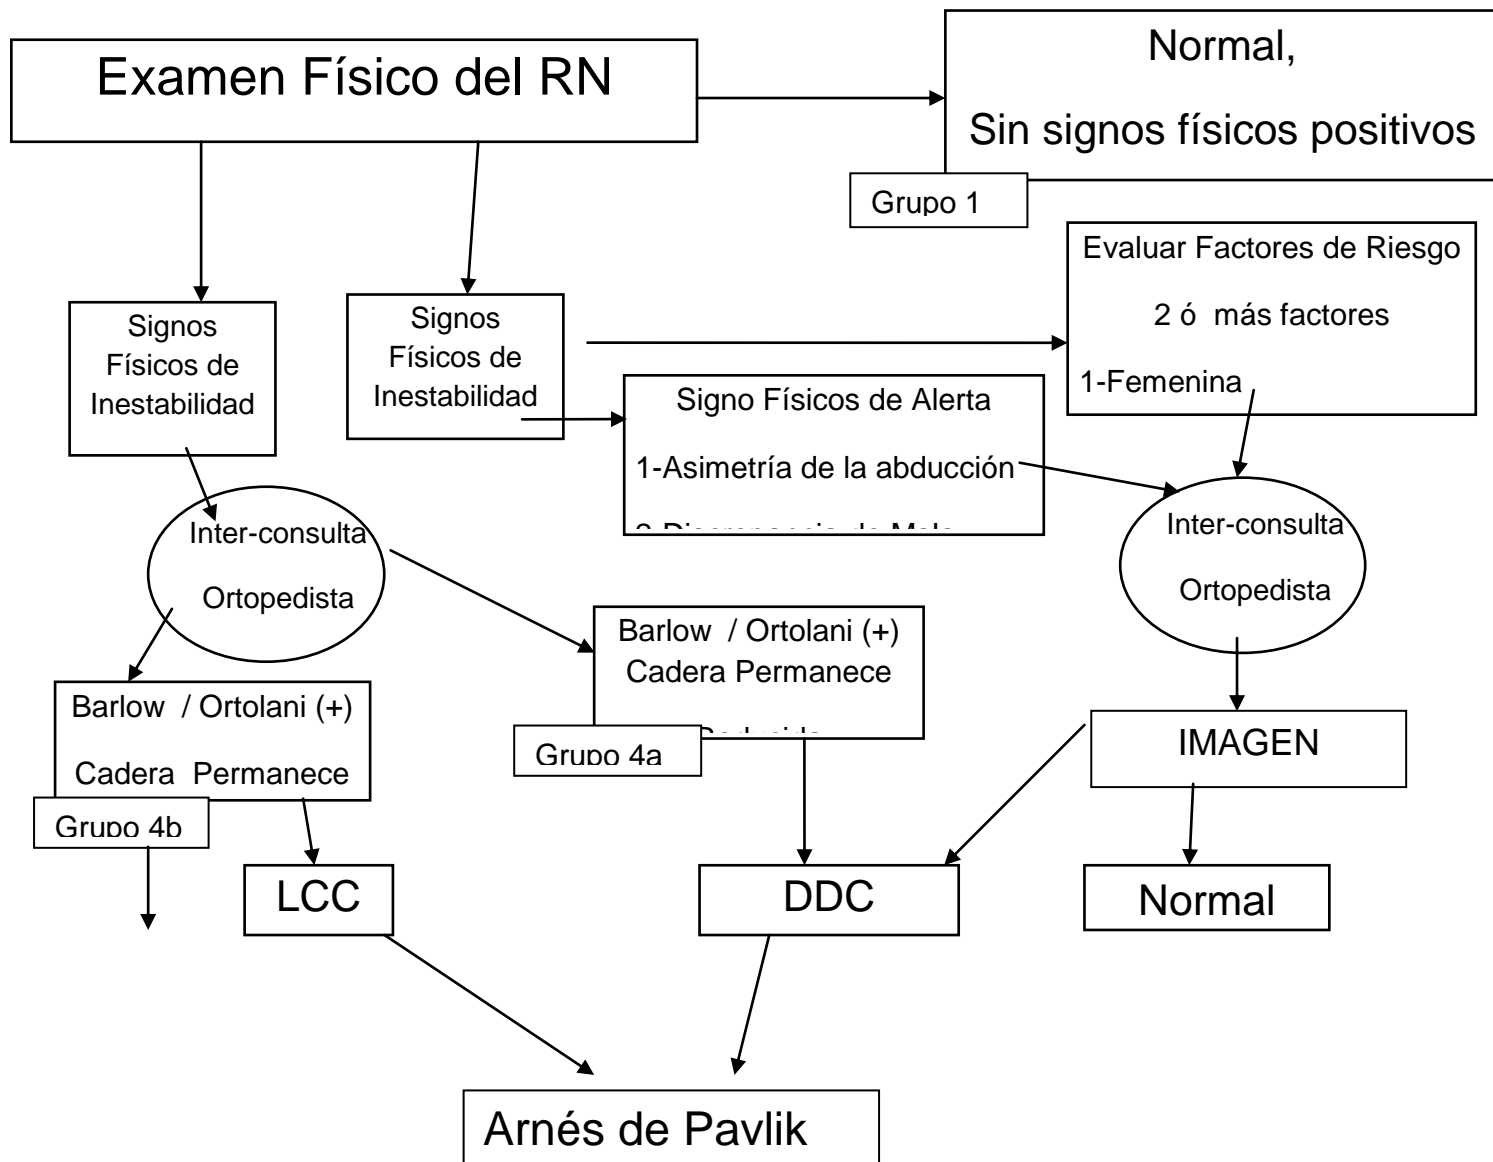 Examen Físico del RN
Normal,
Sin signos físicos positivos
Grupo 1
Evaluar Factores de Riesgo
2 ó más factores
1-Femenina
Signos
Físicos de
Inestabilidad
Signos
Físicos de
Inestabilidad
Signo Físicos de Alerta
1-Asimetría de la abducción
Inter-consulta
Ortopedista
Inter-consulta
Ortopedista
Barlow / Ortolani (+)
Cadera Permanece
Grupo 4a
Barlow / Ortolani (+)
Cadera Permanece
Grupo 4b
IMAGEN
LCC
DDC
Normal
Arnés de Pavlik